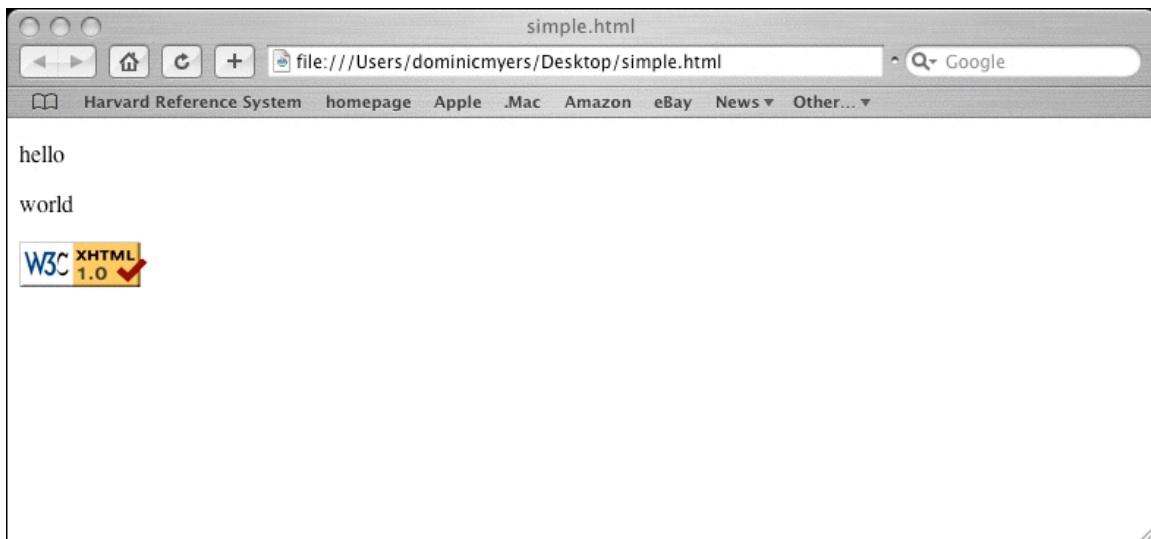 simple.html
file:///Users/dominicmyers/Desktop/simple.html
Google
Harvard Reference System homepage Apple .Mac Amazon eBay News Other...
hello
world
W3C XHTML
1.0